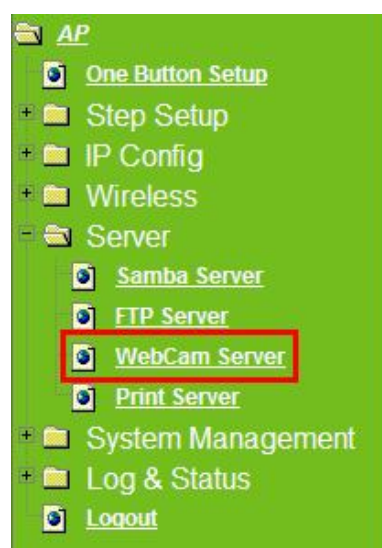 AP
One Button Setup
Step Setup
IP Config
Wireless
Server
Samba Server
FTP Server
WebCam Server
Print Server
System Management
Log & Status
Logout